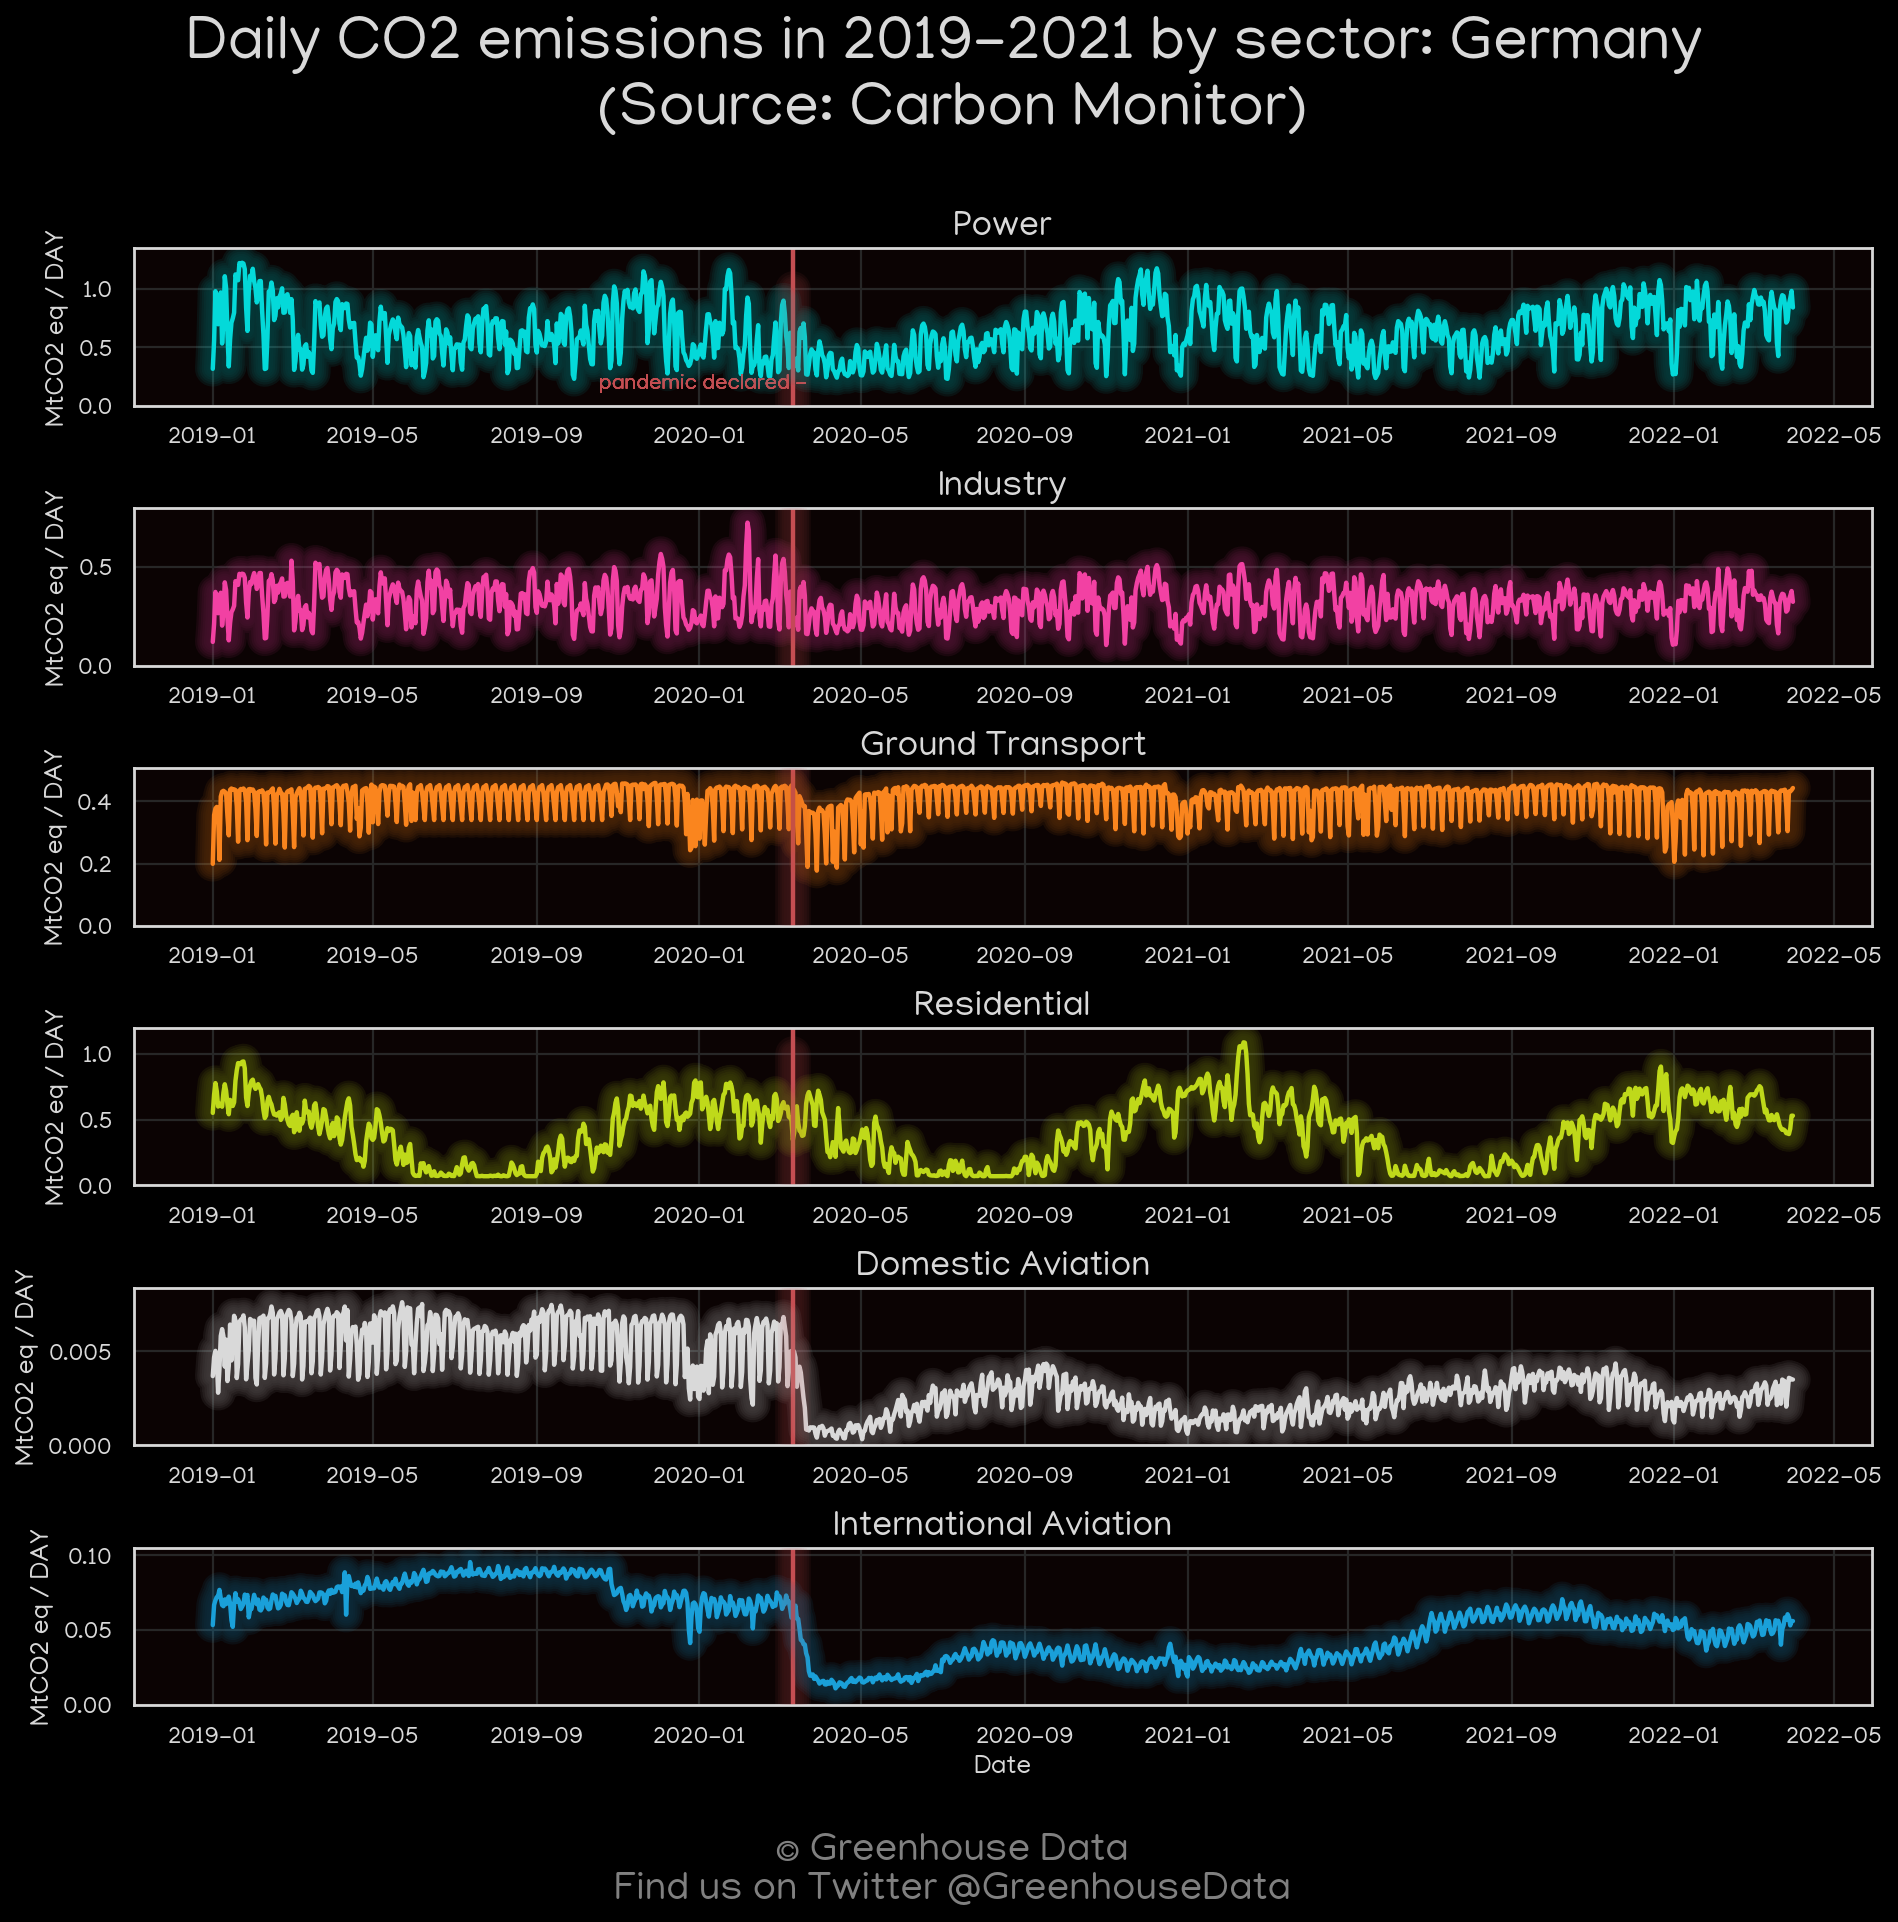 Daily CO2 emissions in 2019-2021 by sector: Germany
(Source: Carbon Monitor)
Power
MtCO2 eq / DAY
1.0
0.5
0.0
pandemic declared -
2019-01 2019-05 2019-09 2020-01 2020-05 2020-09 2021-01 2021-05 2021-09 2022-01 2022-05
Industry
MtCO2 eq / DAY
0.5
0.0
2019-01 2019-05 2019-09 2020-01 2020-05 2020-09 2021-01 2021-05 2021-09 2022-01 2022-05
Ground Transport
MtCO2 eq / DAY
0.4
0.2
0.0
2019-01 2019-05 2019-09 2020-01 2020-05 2020-09 2021-01 2021-05 2021-09 2022-01 2022-05
Residential
MtCO2 eq / DAY
1.0
0.5
0.0
2019-01 2019-05 2019-09 2020-01 2020-05 2020-09 2021-01 2021-05 2021-09 2022-01 2022-05
Domestic Aviation
MtCO2 eq / DAY
0.005
0.000
2019-01 2019-05 2019-09 2020-01 2020-05 2020-09 2021-01 2021-05 2021-09 2022-01 2022-05
International Aviation
MtCO2 eq / DAY
0.10
0.05
0.00
2019-01 2019-05 2019-09 2020-01 2020-05 2020-09 2021-01 2021-05 2021-09 2022-01 2022-05
Date
© Greenhouse Data
Find us on Twitter @GreenhouseData